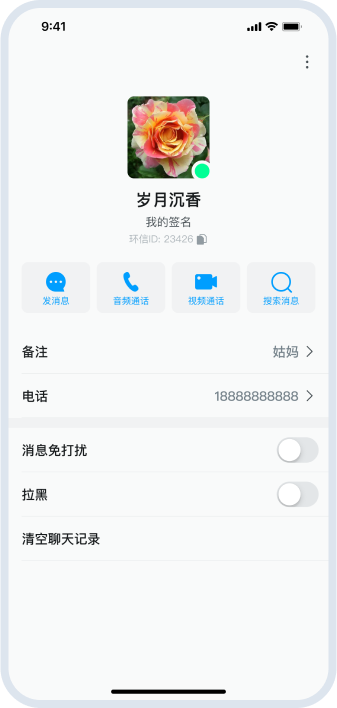 9:41
岁月沉香
我的签名
环信ID: 23426
发消息
音频通话
视频通话
搜索消息
备注
姑妈
电话
18888888888
消息免打扰
拉黑
清空聊天记录